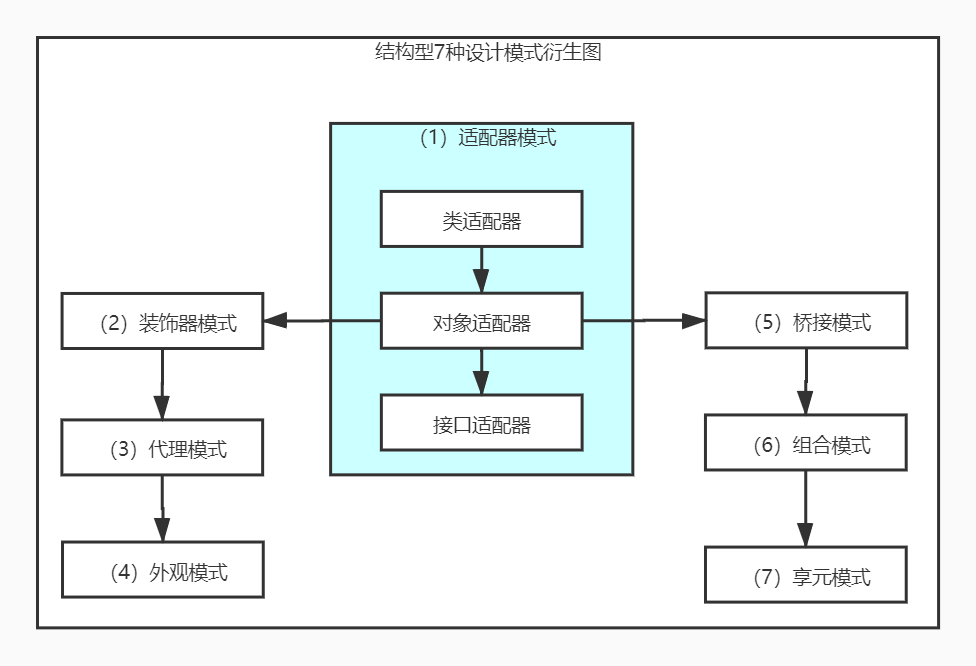 结构型7种设计模式衍生图
（1）适配器模式
类适配器
（2）装饰器模式
对象适配器
（5）桥接模式
接口适配器
（3）代理模式
（6）组合模式
（4）外观模式
（7）享元模式